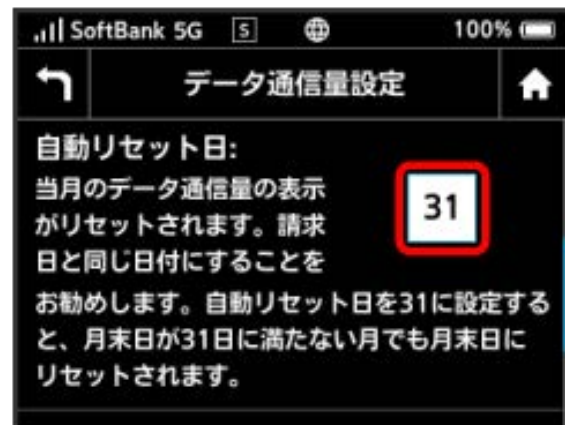 SoftBank 5G S 100%
データ通信量設定
自動リセット日:
当月のデータ通信量の表示
がリセットされます。請求
日と同じ日付にすることを
31
お勧めします。自動リセット日を31に設定する
と、月末日が31日に満たない月でも月末日に
リセットされます。